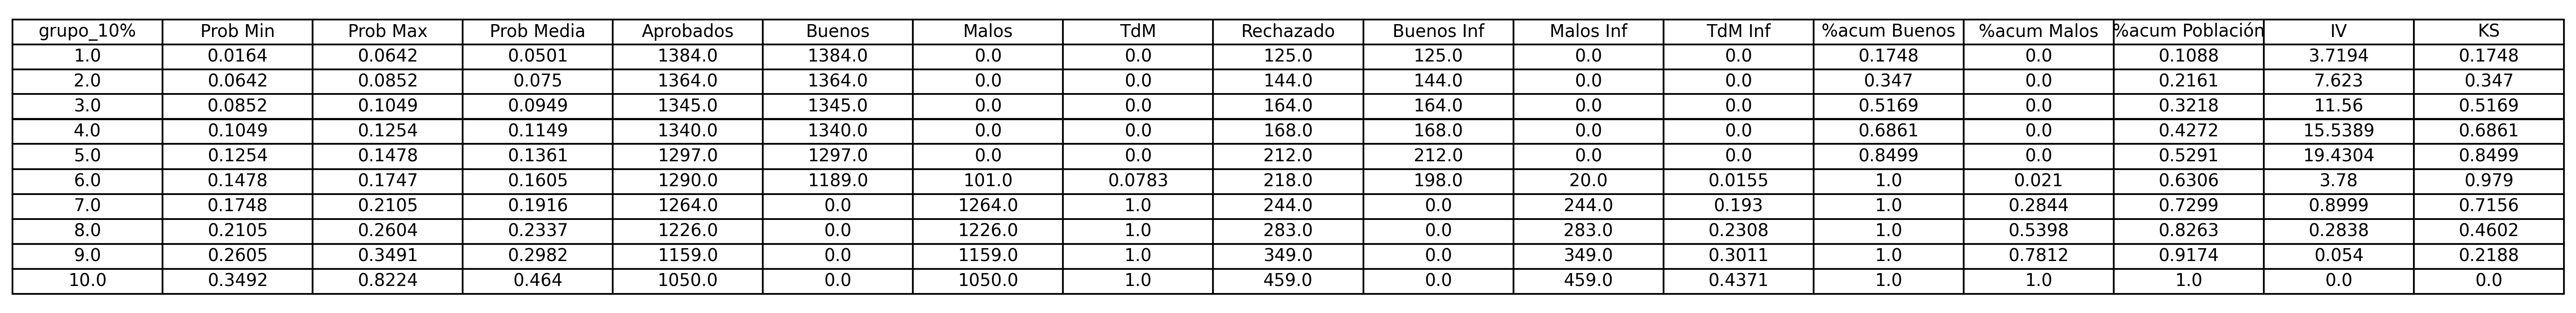 grupo_10% Prob Min Prob Max Prob Media Aprobados Buenos Malos TdM Rechazado Buenos Inf Malos Inf TdM Inf %acum Buenos %acum Malos %acum Población IV KS
1.0 0.0164 0.0642 0.0501 1384.0 1384.0 0.0 0.0 125.0 125.0 0.0 0.0 0.1748 0.0 0.1088 3.7194 0.1748
2.0 0.0642 0.0852 0.075 1364.0 1364.0 0.0 0.0 144.0 144.0 0.0 0.0 0.347 0.0 0.2161 7.623 0.347
3.0 0.0852 0.1049 0.0949 1345.0 1345.0 0.0 0.0 164.0 164.0 0.0 0.0 0.5169 0.0 0.3218 11.56 0.5169
4.0 0.1049 0.1254 0.1149 1340.0 1340.0 0.0 0.0 168.0 168.0 0.0 0.0 0.6861 0.0 0.4272 15.5389 0.6861
5.0 0.1254 0.1478 0.1361 1297.0 1297.0 0.0 0.0 212.0 212.0 0.0 0.0 0.8499 0.0 0.5291 19.4304 0.8499
6.0 0.1478 0.1747 0.1605 1290.0 1189.0 101.0 0.0783 218.0 198.0 20.0 0.0155 1.0 0.021 0.6306 3.78 0.979
7.0 0.1748 0.2105 0.1916 1264.0 0.0 1264.0 1.0 244.0 0.0 244.0 0.193 1.0 0.2844 0.7299 0.8999 0.7156
8.0 0.2105 0.2604 0.2337 1226.0 0.0 1226.0 1.0 283.0 0.0 283.0 0.2308 1.0 0.5398 0.8263 0.2838 0.4602
9.0 0.2605 0.3491 0.2982 1159.0 0.0 1159.0 1.0 349.0 0.0 349.0 0.3011 1.0 0.7812 0.9174 0.054 0.2188
10.0 0.3492 0.8224 0.464 1050.0 0.0 1050.0 1.0 459.0 0.0 459.0 0.4371 1.0 1.0 1.0 0.0 0.0